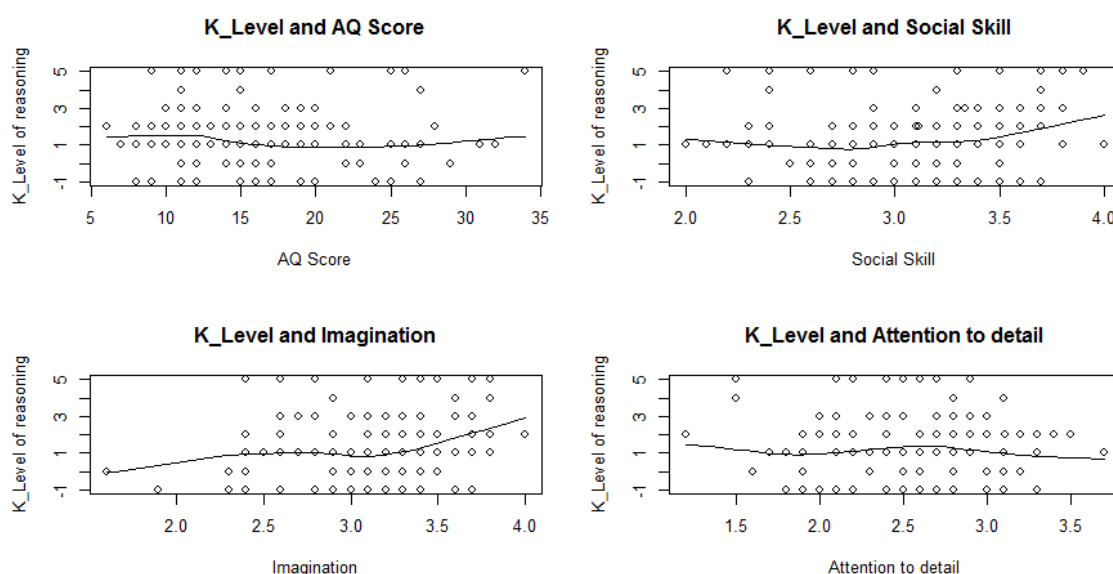 K_Level and AQ Score
K_Level of reasoning
5
3
1
-1
5 10 15 20 25 30 35
AQ Score
K_Level and Social Skill
K_Level of reasoning
5
3
1
-1
2.0 2.5 3.0 3.5 4.0
Social Skill
K_Level and Imagination
K_Level of reasoning
5
3
1
-1
2.0 2.5 3.0 3.5 4.0
Imagination
K_Level and Attention to detail
K_Level of reasoning
5
3
1
-1
1.5 2.0 2.5 3.0 3.5
Attention to detail